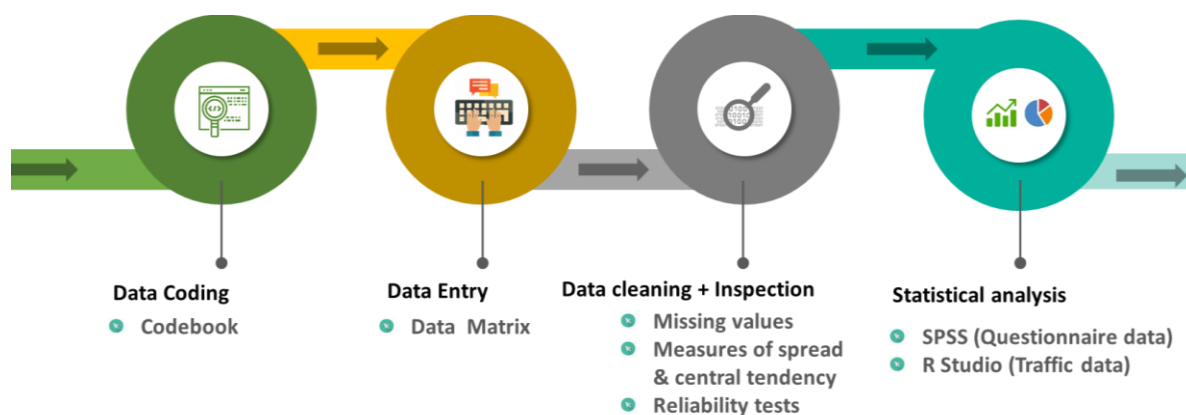 Data Coding
Codebook
Data Entry
Data Matrix
Data cleaning + Inspection
Missing values
Measures of spread
& central tendency
Reliability tests
Statistical analysis
SPSS (Questionnaire data)
R Studio (Traffic data)